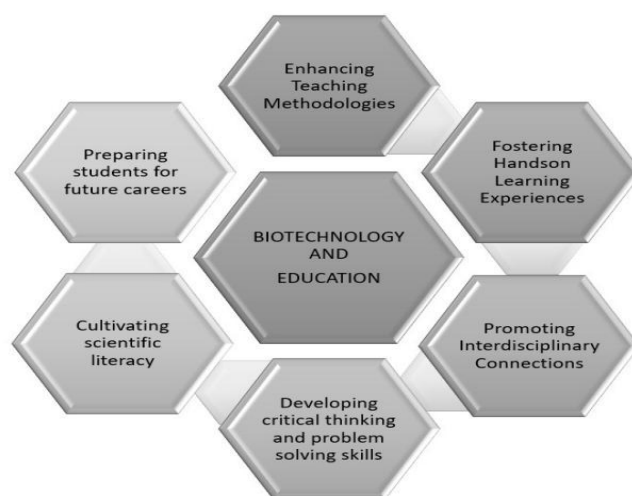 Enhancing
Teaching
Methodologies
Fostering
Handson
Learning
Experiences
Promoting
Interdisciplinary
Connections
Developing
critical thinking
and problem
solving skills
Cultivating
scientific
literacy
Preparing
students for
future careers
BIOTECHNOLOGY
AND
EDUCATION